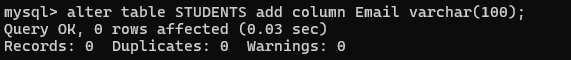 mysql> alter table STUDENTS add column Email varchar(100);
Query OK, 0 rows affected (0.03 sec)
Records: 0  Duplicates: 0  Warnings: 0